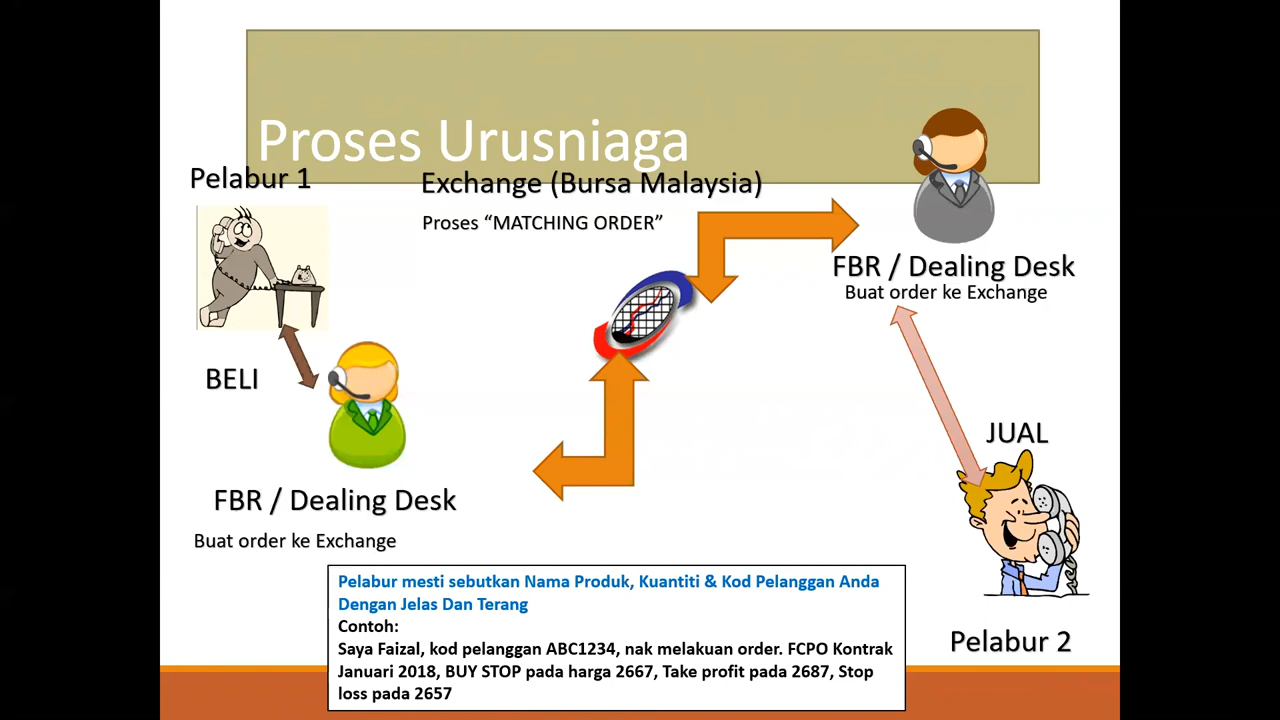 Proses Urusniaga
Pelabur 1
Exchange (Bursa Malaysia)
Proses “MATCHING ORDER”
FBR / Dealing Desk
Buat order ke Exchange
BELI
JUAL
FBR / Dealing Desk
Buat order ke Exchange
Pelabur mesti sebutkan Nama Produk, Kuantiti & Kod Pelanggan Anda
Dengan Jelas Dan Terang
Contoh:
Saya Faizal, kod pelanggan ABC1234, nak melakuan order. FCPO Kontrak
Januari 2018, BUY STOP pada harga 2667, Take profit pada 2687, Stop
loss pada 2657
Pelabur 2